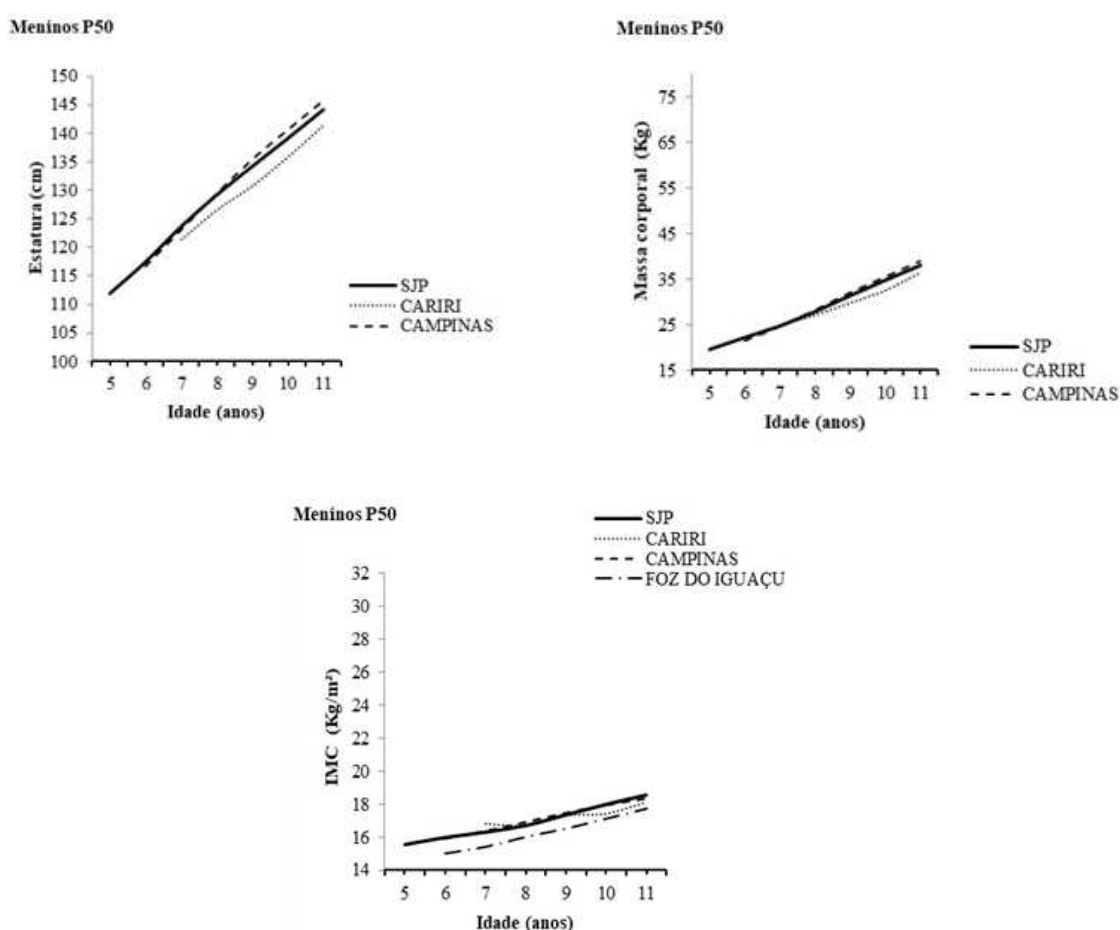 Meninos P50
Estatura (cm)
150
145
140
135
130
125
120
115
110
105
100
5 6 7 8 9 10 11
Idade (anos)
SJP
CARIRI
CAMPINAS
Meninos P50
Massa corporal (Kg)
75
65
55
45
35
25
15
5 6 7 8 9 10 11
Idade (anos)
SJP
CARIRI
CAMPINAS
Meninos P50
SJP
CARIRI
CAMPINAS
FOZ DO IGUAÇU
IMC (Kg/m²)
32
30
28
26
24
22
20
18
16
14
5 6 7 8 9 10 11
Idade (anos)